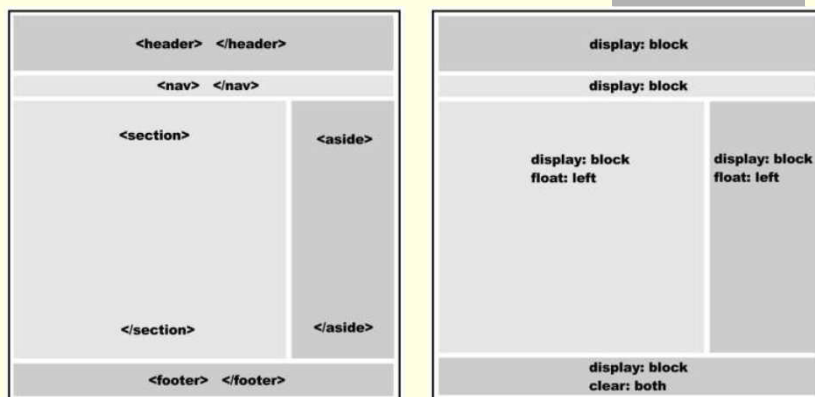 <header> </header>
<nav> </nav>
<section>
<aside>
</section>
</aside>
<footer> </footer>
display: block
display: block
display: block
float: left
display: block
float: left
display: block
clear: both